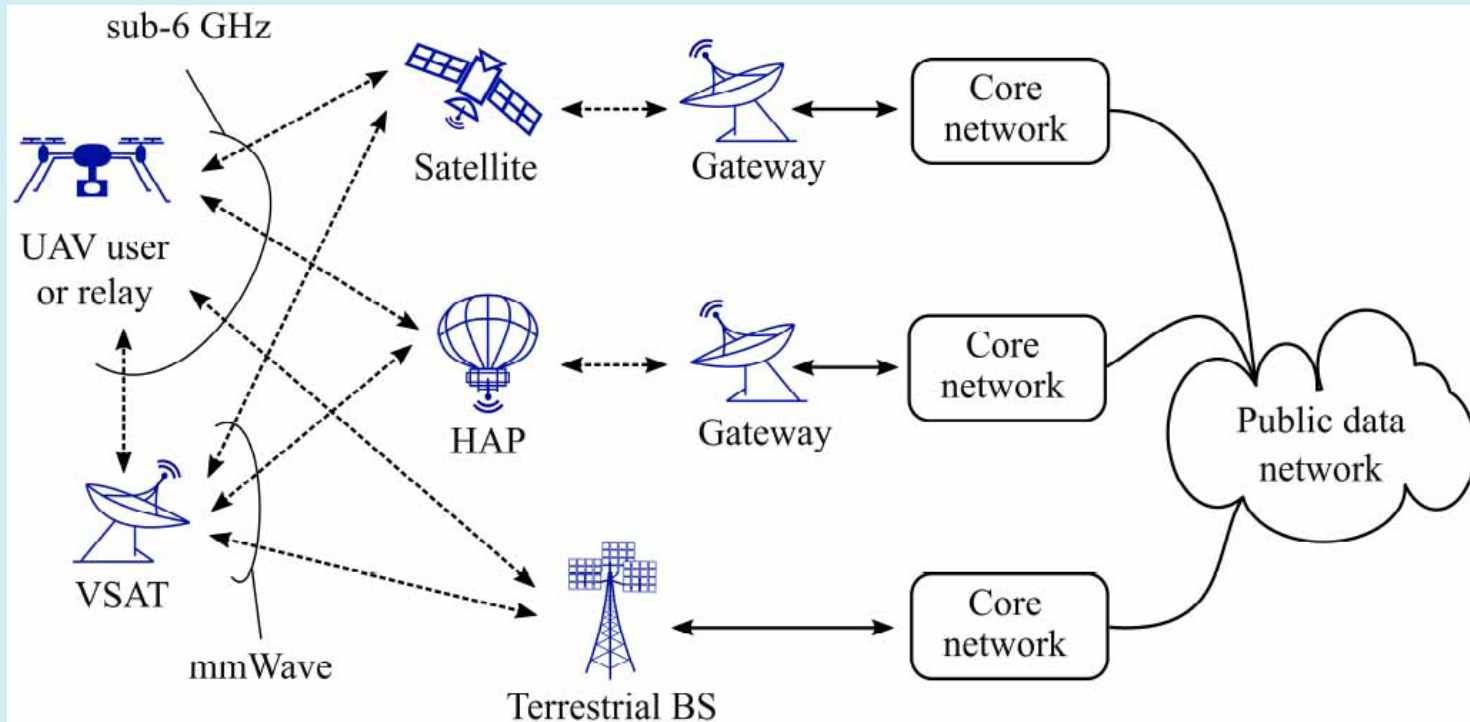 sub-6 GHz
UAV user
or relay
VSAT
mmWave
Satellite
Gateway
Core
network
HAP
Gateway
Core
network
Terrestrial BS
Core
network
Public data
network